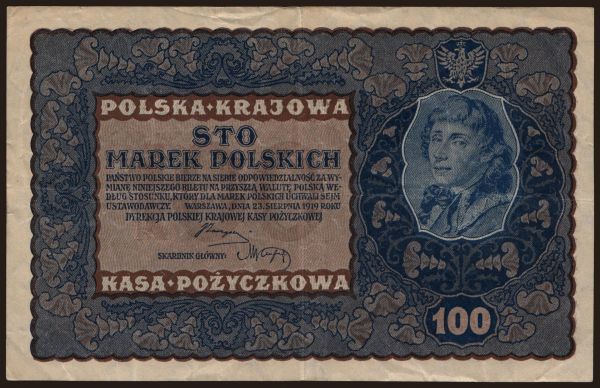 POLSKA·KRAJOWA
STO
MAREK POLSKICH
PAŃSTWO POLSKIE BIERZE NA SIEBIE ODPOWIEDZIALNOŚĆ ZA WY-
MIANĘ NINIEJSZEGO BILETU NA PRZYSZŁĄ WALUTĘ POLSKĄ WE-
DŁUG STOSUNKU, KTÓRY DLA MAREK POLSKICH UCHWALI SEJM
USTAWODAWCZY. WARSZAWA, DNIA 23. SIERPNIA 1919 ROKU
DYREKCJA POLSKIEJ KRAJOWEJ KASY POŻYCZKOWEJ
SKARBNIK GŁÓWNY:
KASA·POŻYCZKOWA
100